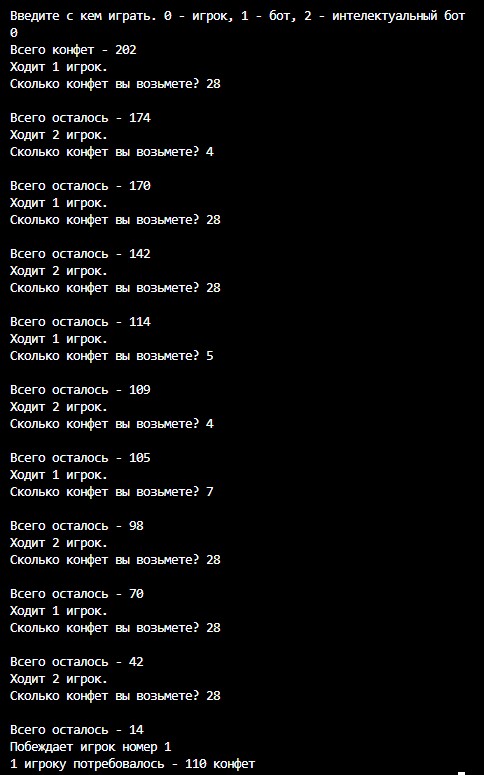 Введите с кем играть. 0 - игрок, 1 - бот, 2 - интелектуальный бот
0
Всего конфет - 202
Ходит 1 игрок.
Сколько конфет вы возьмете? 28
Всего осталось - 174
Ходит 2 игрок.
Сколько конфет вы возьмете? 4
Всего осталось - 170
Ходит 1 игрок.
Сколько конфет вы возьмете? 28
Всего осталось - 142
Ходит 2 игрок.
Сколько конфет вы возьмете? 28
Всего осталось - 114
Ходит 1 игрок.
Сколько конфет вы возьмете? 5
Всего осталось - 109
Ходит 2 игрок.
Сколько конфет вы возьмете? 4
Всего осталось - 105
Ходит 1 игрок.
Сколько конфет вы возьмете? 7
Всего осталось - 98
Ходит 2 игрок.
Сколько конфет вы возьмете? 28
Всего осталось - 70
Ходит 1 игрок.
Сколько конфет вы возьмете? 28
Всего осталось - 42
Ходит 2 игрок.
Сколько конфет вы возьмете? 28
Всего осталось - 14
Побеждает игрок номер 1
1 игроку потребовалось - 110 конфет